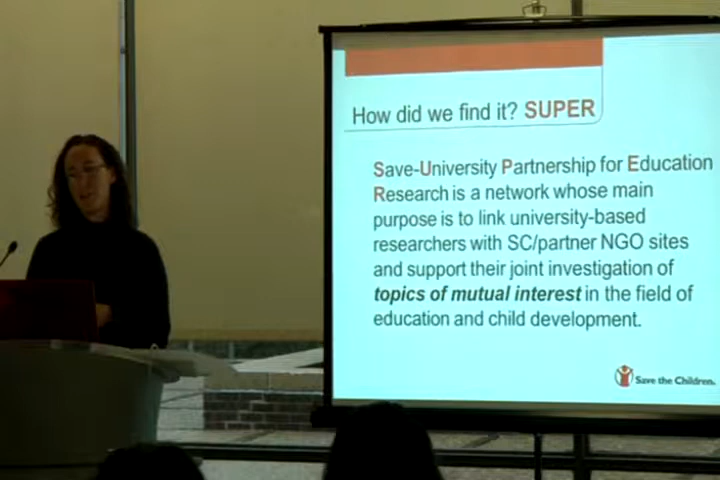 How did we find it? SUPER
Save-University Partnership for Education
Research is a network whose main
purpose is to link university-based
researchers with SC/partner NGO sites
and support their joint investigation of
topics of mutual interest in the field of
education and child development.
Save the Children.